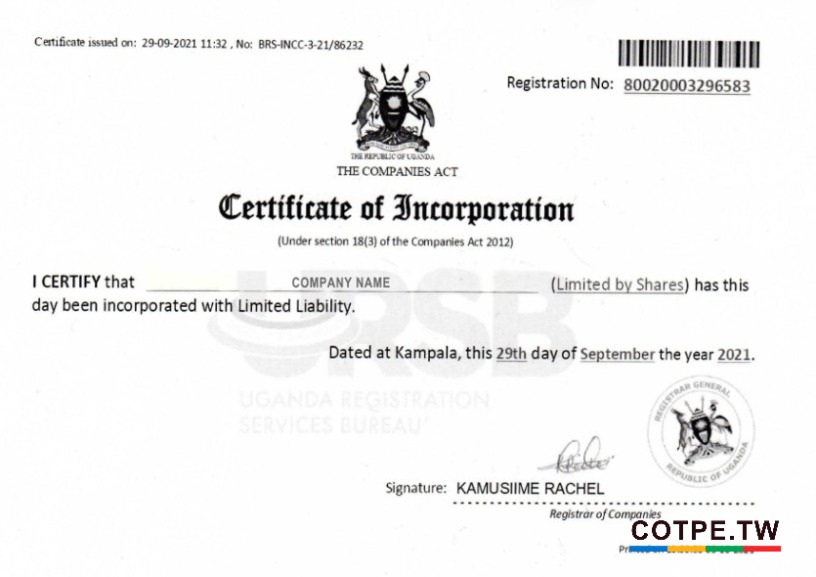 Certificate issued on: 29-09-2021 11:32 , No: BRS-INCC-3-21/86232
Registration No: 80020003296583
THE REPUBLIC OF UGANDA
THE COMPANIES ACT
Certificate of Incorporation
(Under section 18(3) of the Companies Act 2012)
I CERTIFY that COMPANY NAME (Limited by Shares) has this
day been incorporated with Limited Liability.
URSB
Dated at Kampala, this 29th day of September the year 2021.
UGANDA REGISTRATION
SERVICES BUREAU
REGISTRAR GENERAL
REPUBLIC OF UGANDA
Signature: KAMUSIIME RACHEL
Registrar of Companies
COTPE.TW